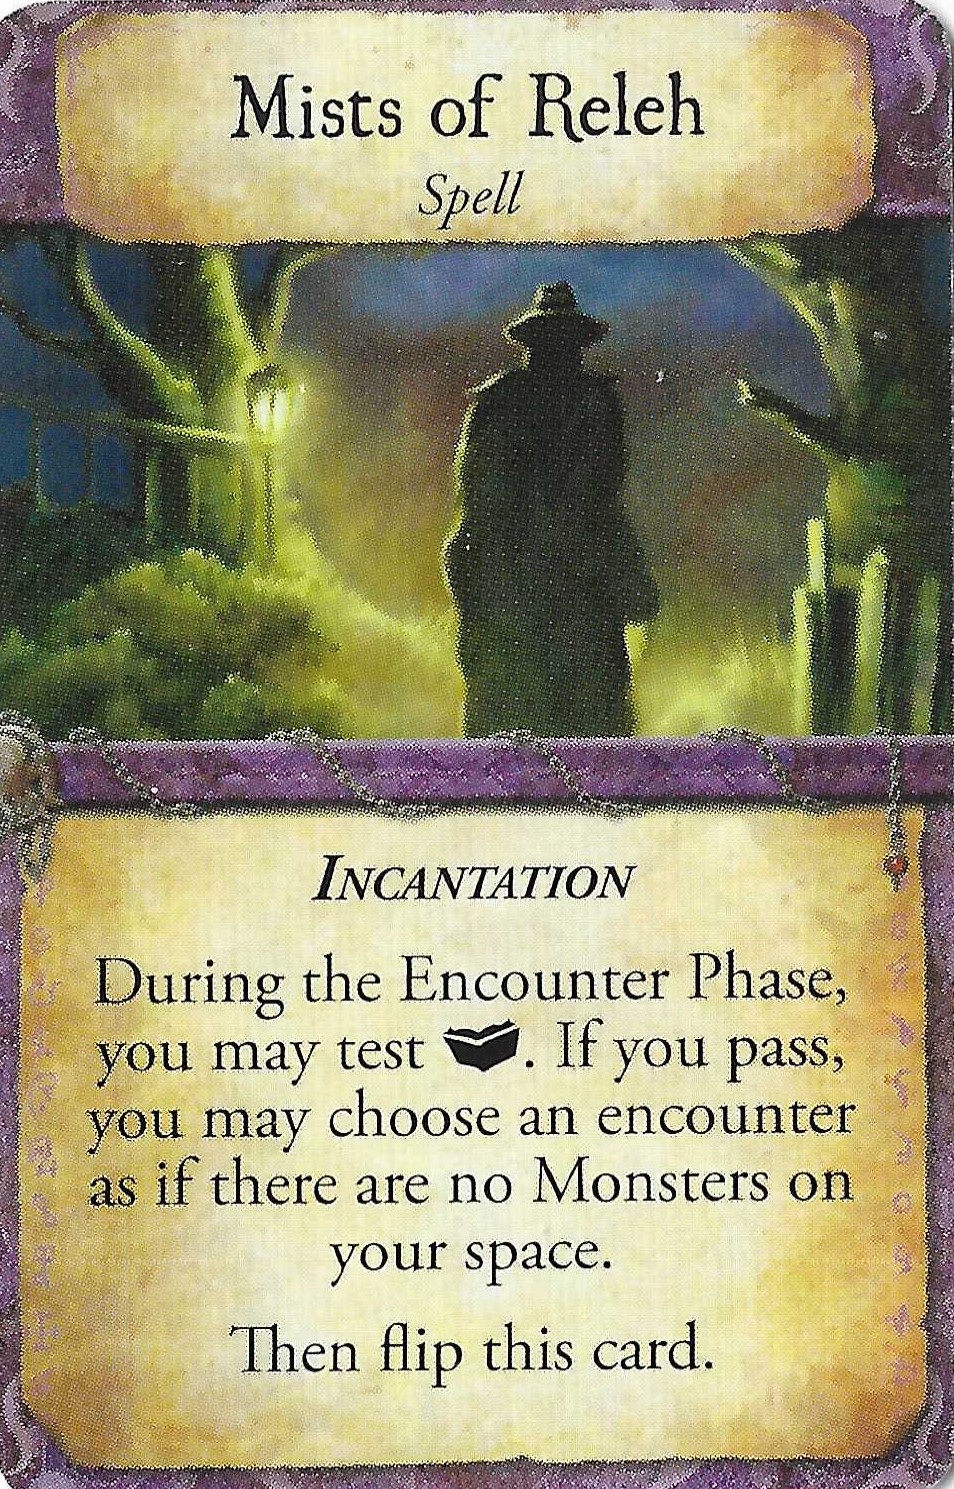 Mists of Releh
Spell
Incantation
During the Encounter Phase,
you may test . If you pass,
you may choose an encounter
as if there are no Monsters on
your space.
Then flip this card.